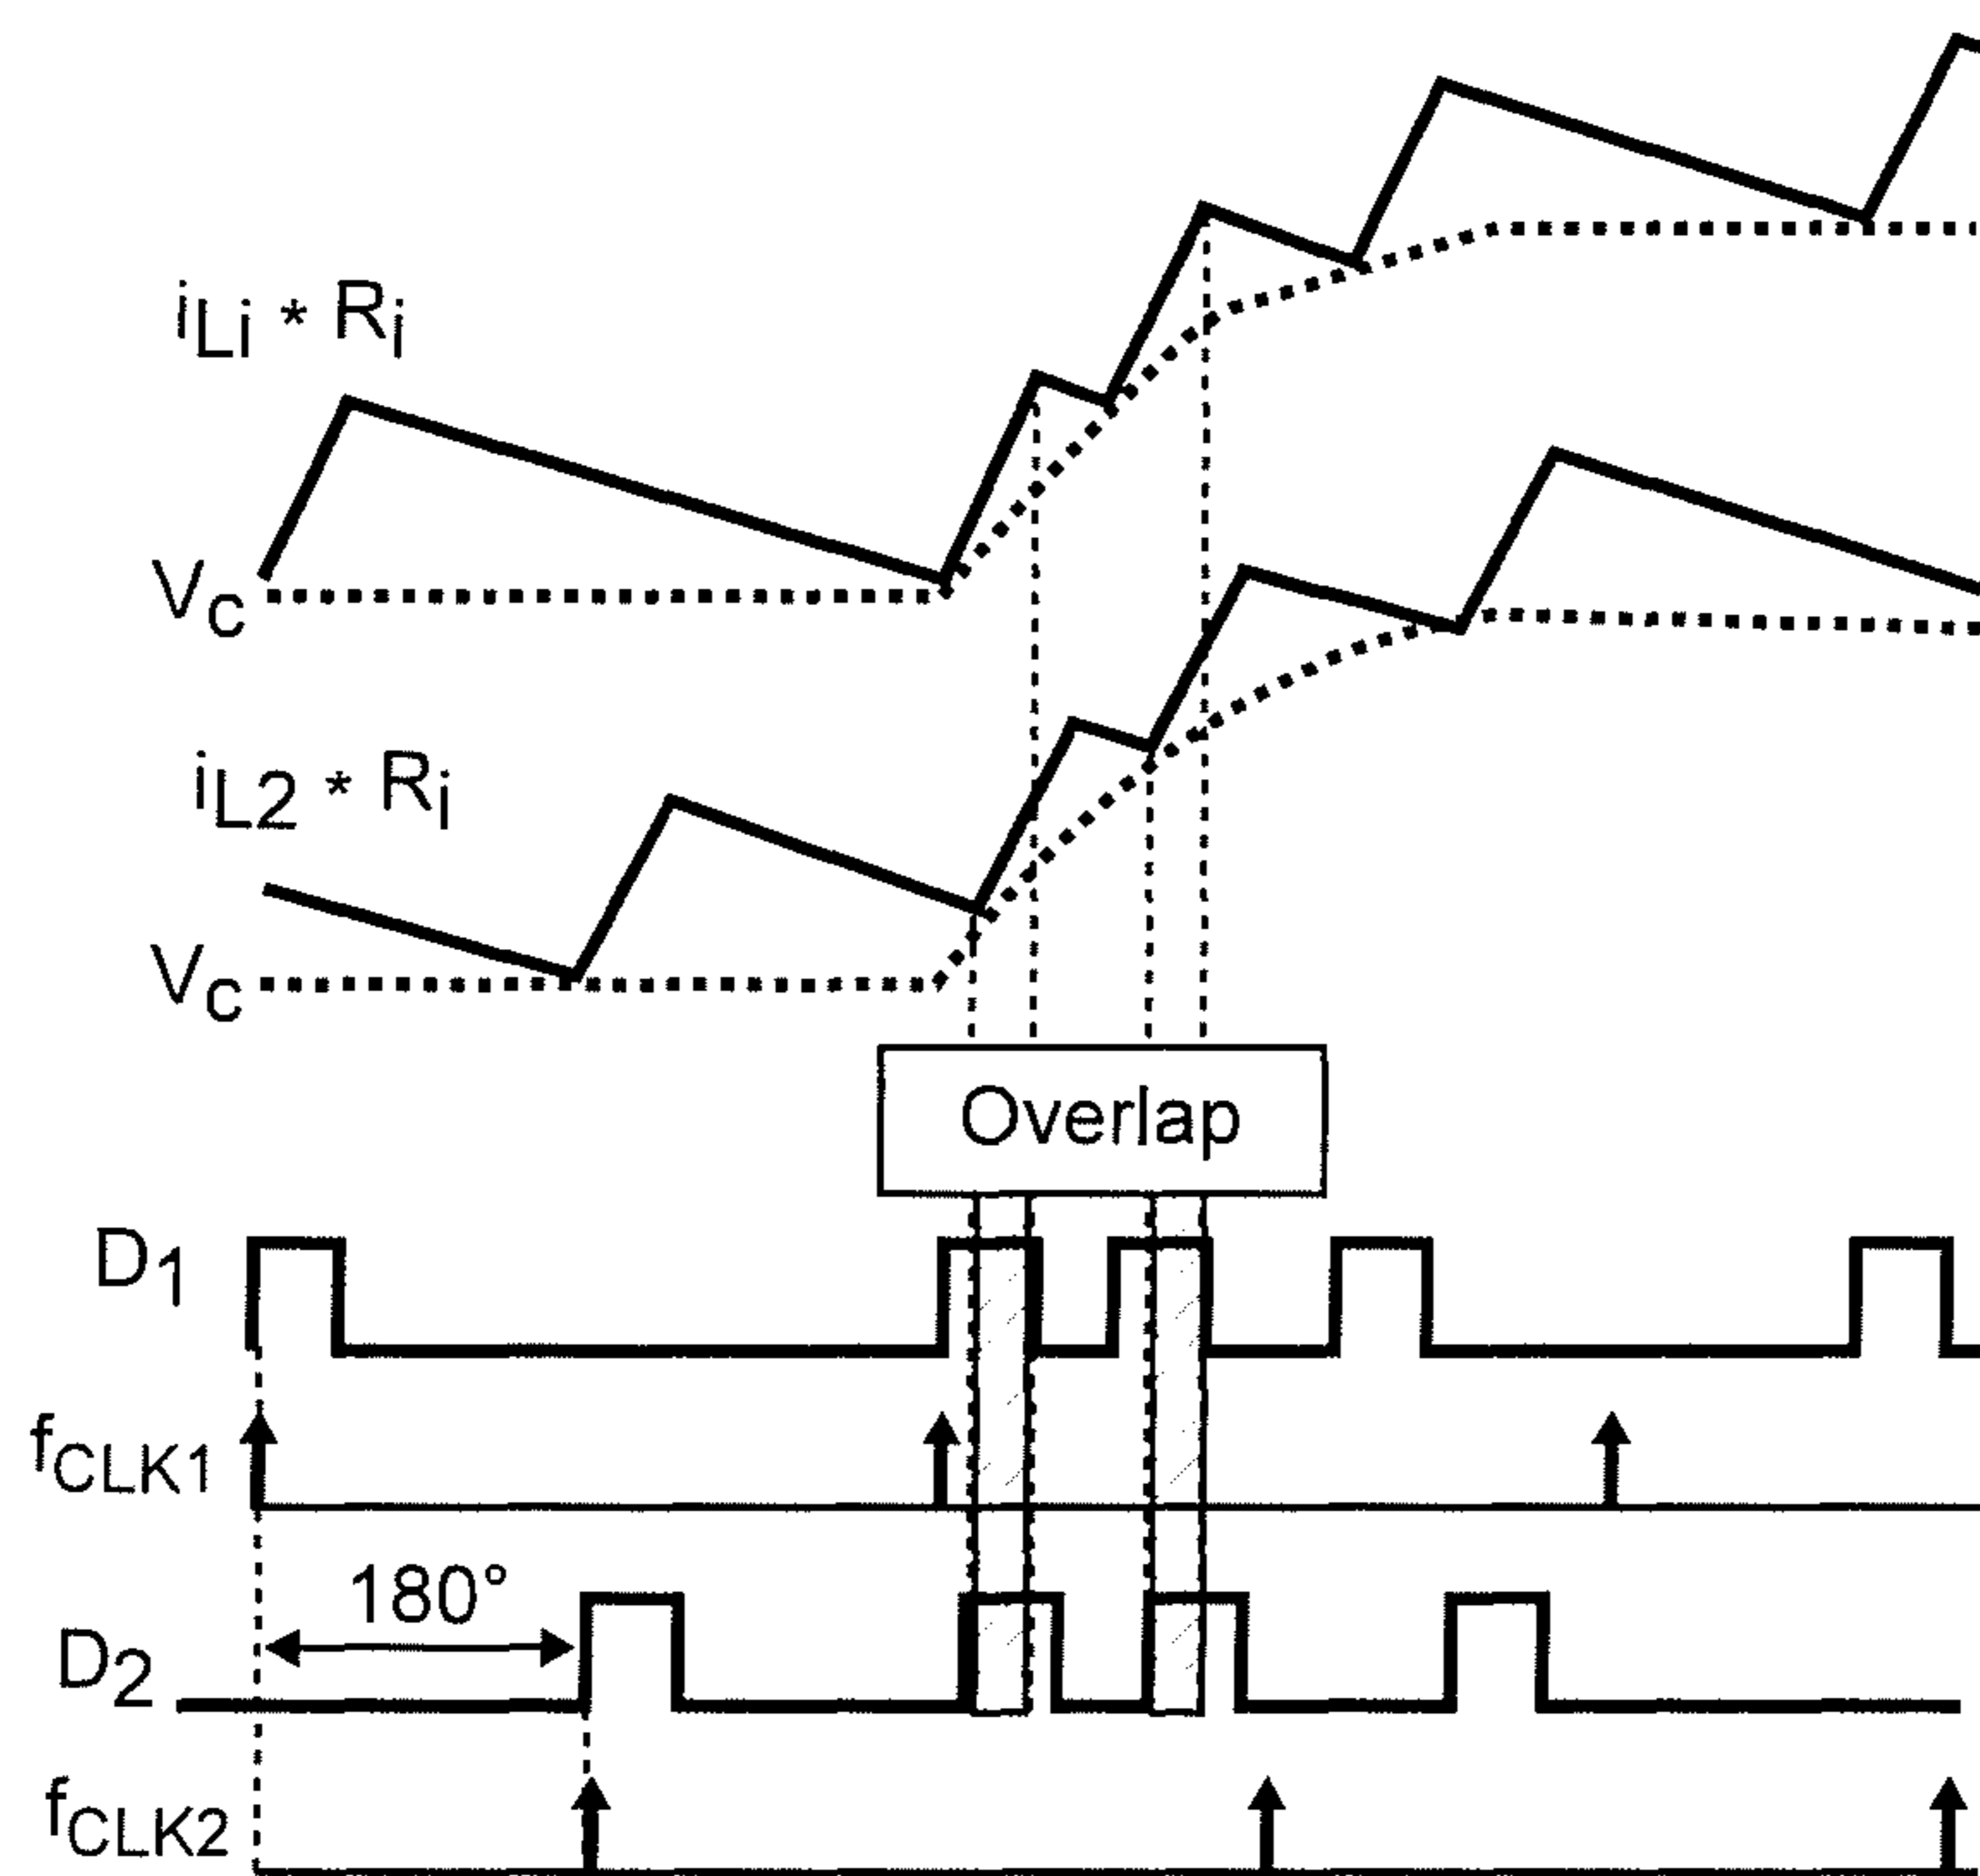 iLi * Ri
Vc
iL2 * Ri
Vc
Overlap
D1
fCLK1
180°
D2
fCLK2